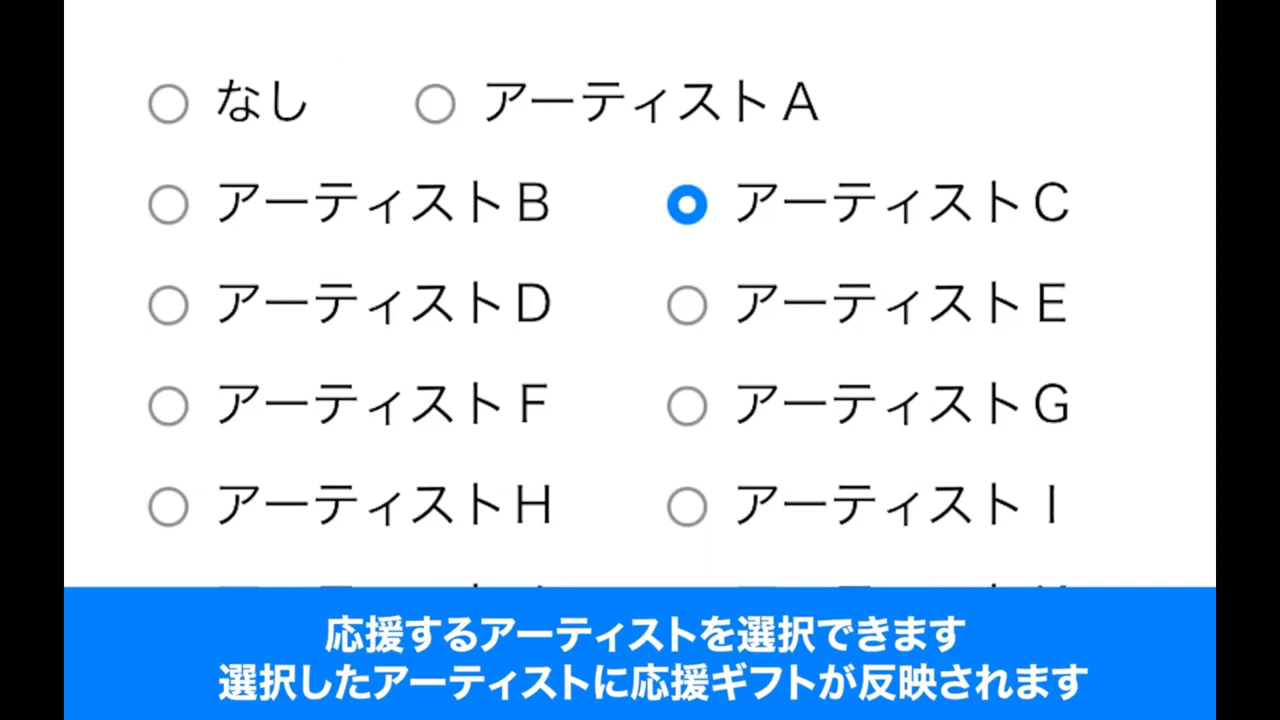 なし アーティストA
アーティストB アーティストC
アーティストD アーティストE
アーティストF アーティストG
アーティストH アーティストI
応援するアーティストを選択できます
選択したアーティストに応援ギフトが反映されます